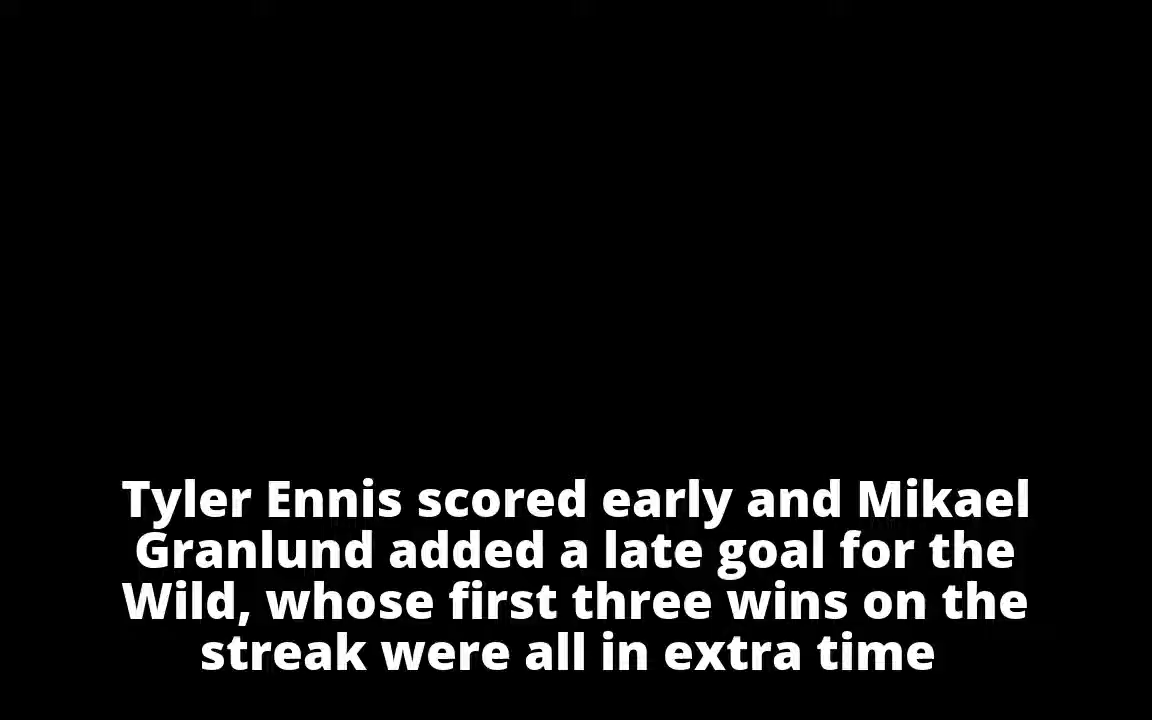 Tyler Ennis scored early and Mikael
Granlund added a late goal for the
Wild, whose first three wins on the
streak were all in extra time